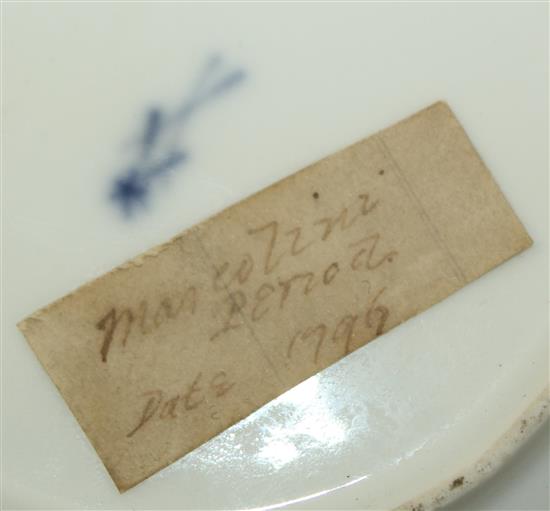 Marcolini
Period.
Date 1796